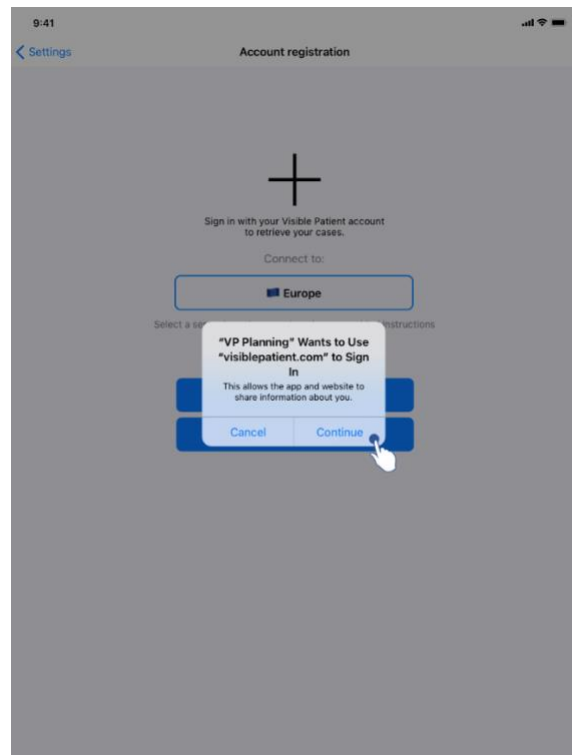 9:41
Settings
Account registration
Sign in with your Visible Patient account
to retrieve your cases.
Connect to:
Europe
Select a instructions
“VP Planning” Wants to Use
“visiblepatient.com” to Sign
In
This allows the app and website to
share information about you.
Cancel Continue